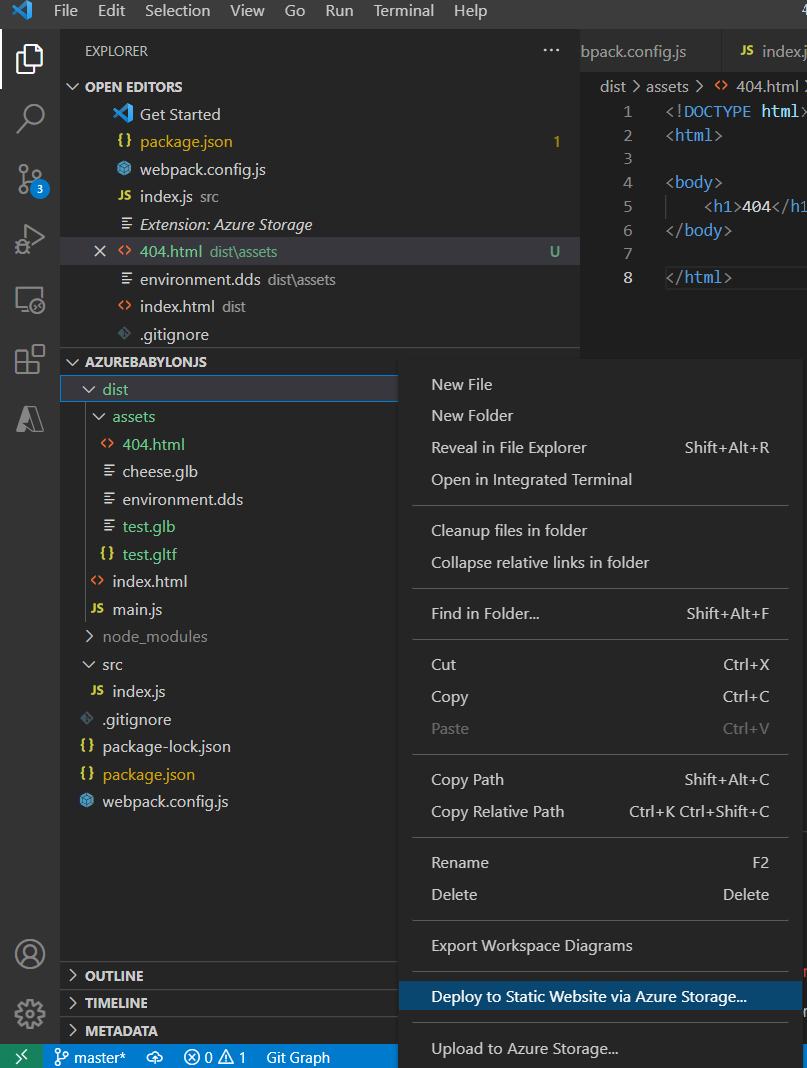 File Edit Selection View Go Run Terminal Help
EXPLORER ···
OPEN EDITORS
Get Started
{} package.json 1
webpack.config.js
JS index.js src
Extension: Azure Storage
404.html dist\assets U
environment.dds dist\assets
index.html dist
.gitignore
AZUREBABYLONJS
dist
assets
404.html
cheese.glb
environment.dds
test.glb
{} test.gltf
index.html
JS main.js
node_modules
src
JS index.js
.gitignore
{} package-lock.json
{} package.json
webpack.config.js
OUTLINE
TIMELINE
METADATA
3
master* 0 1 Git Graph
bpack.config.js JS index.j
dist > assets > <> 404.html
1 <!DOCTYPE html>
2 <html>
3
4 <body>
5 <h1>404</h1
6 </body>
7
8 </html>
New File
New Folder
Reveal in File Explorer Shift+Alt+R
Open in Integrated Terminal
Cleanup files in folder
Collapse relative links in folder
Find in Folder... Shift+Alt+F
Cut Ctrl+X
Copy Ctrl+C
Paste Ctrl+V
Copy Path Shift+Alt+C
Copy Relative Path Ctrl+K Ctrl+Shift+C
Rename F2
Delete Delete
Export Workspace Diagrams
Deploy to Static Website via Azure Storage...
Upload to Azure Storage...